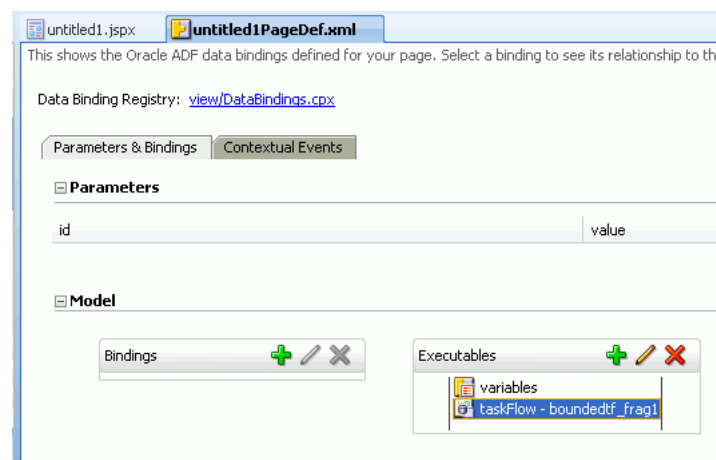 untitled1.jspx untitled1PageDef.xml
This shows the Oracle ADF data bindings defined for your page. Select a binding to see its relationship to th
Data Binding Registry: view/DataBindings.cpx
Parameters & Bindings Contextual Events
Parameters
id value
Model
Bindings Executables
variables
taskFlow - boundedtf_frag1